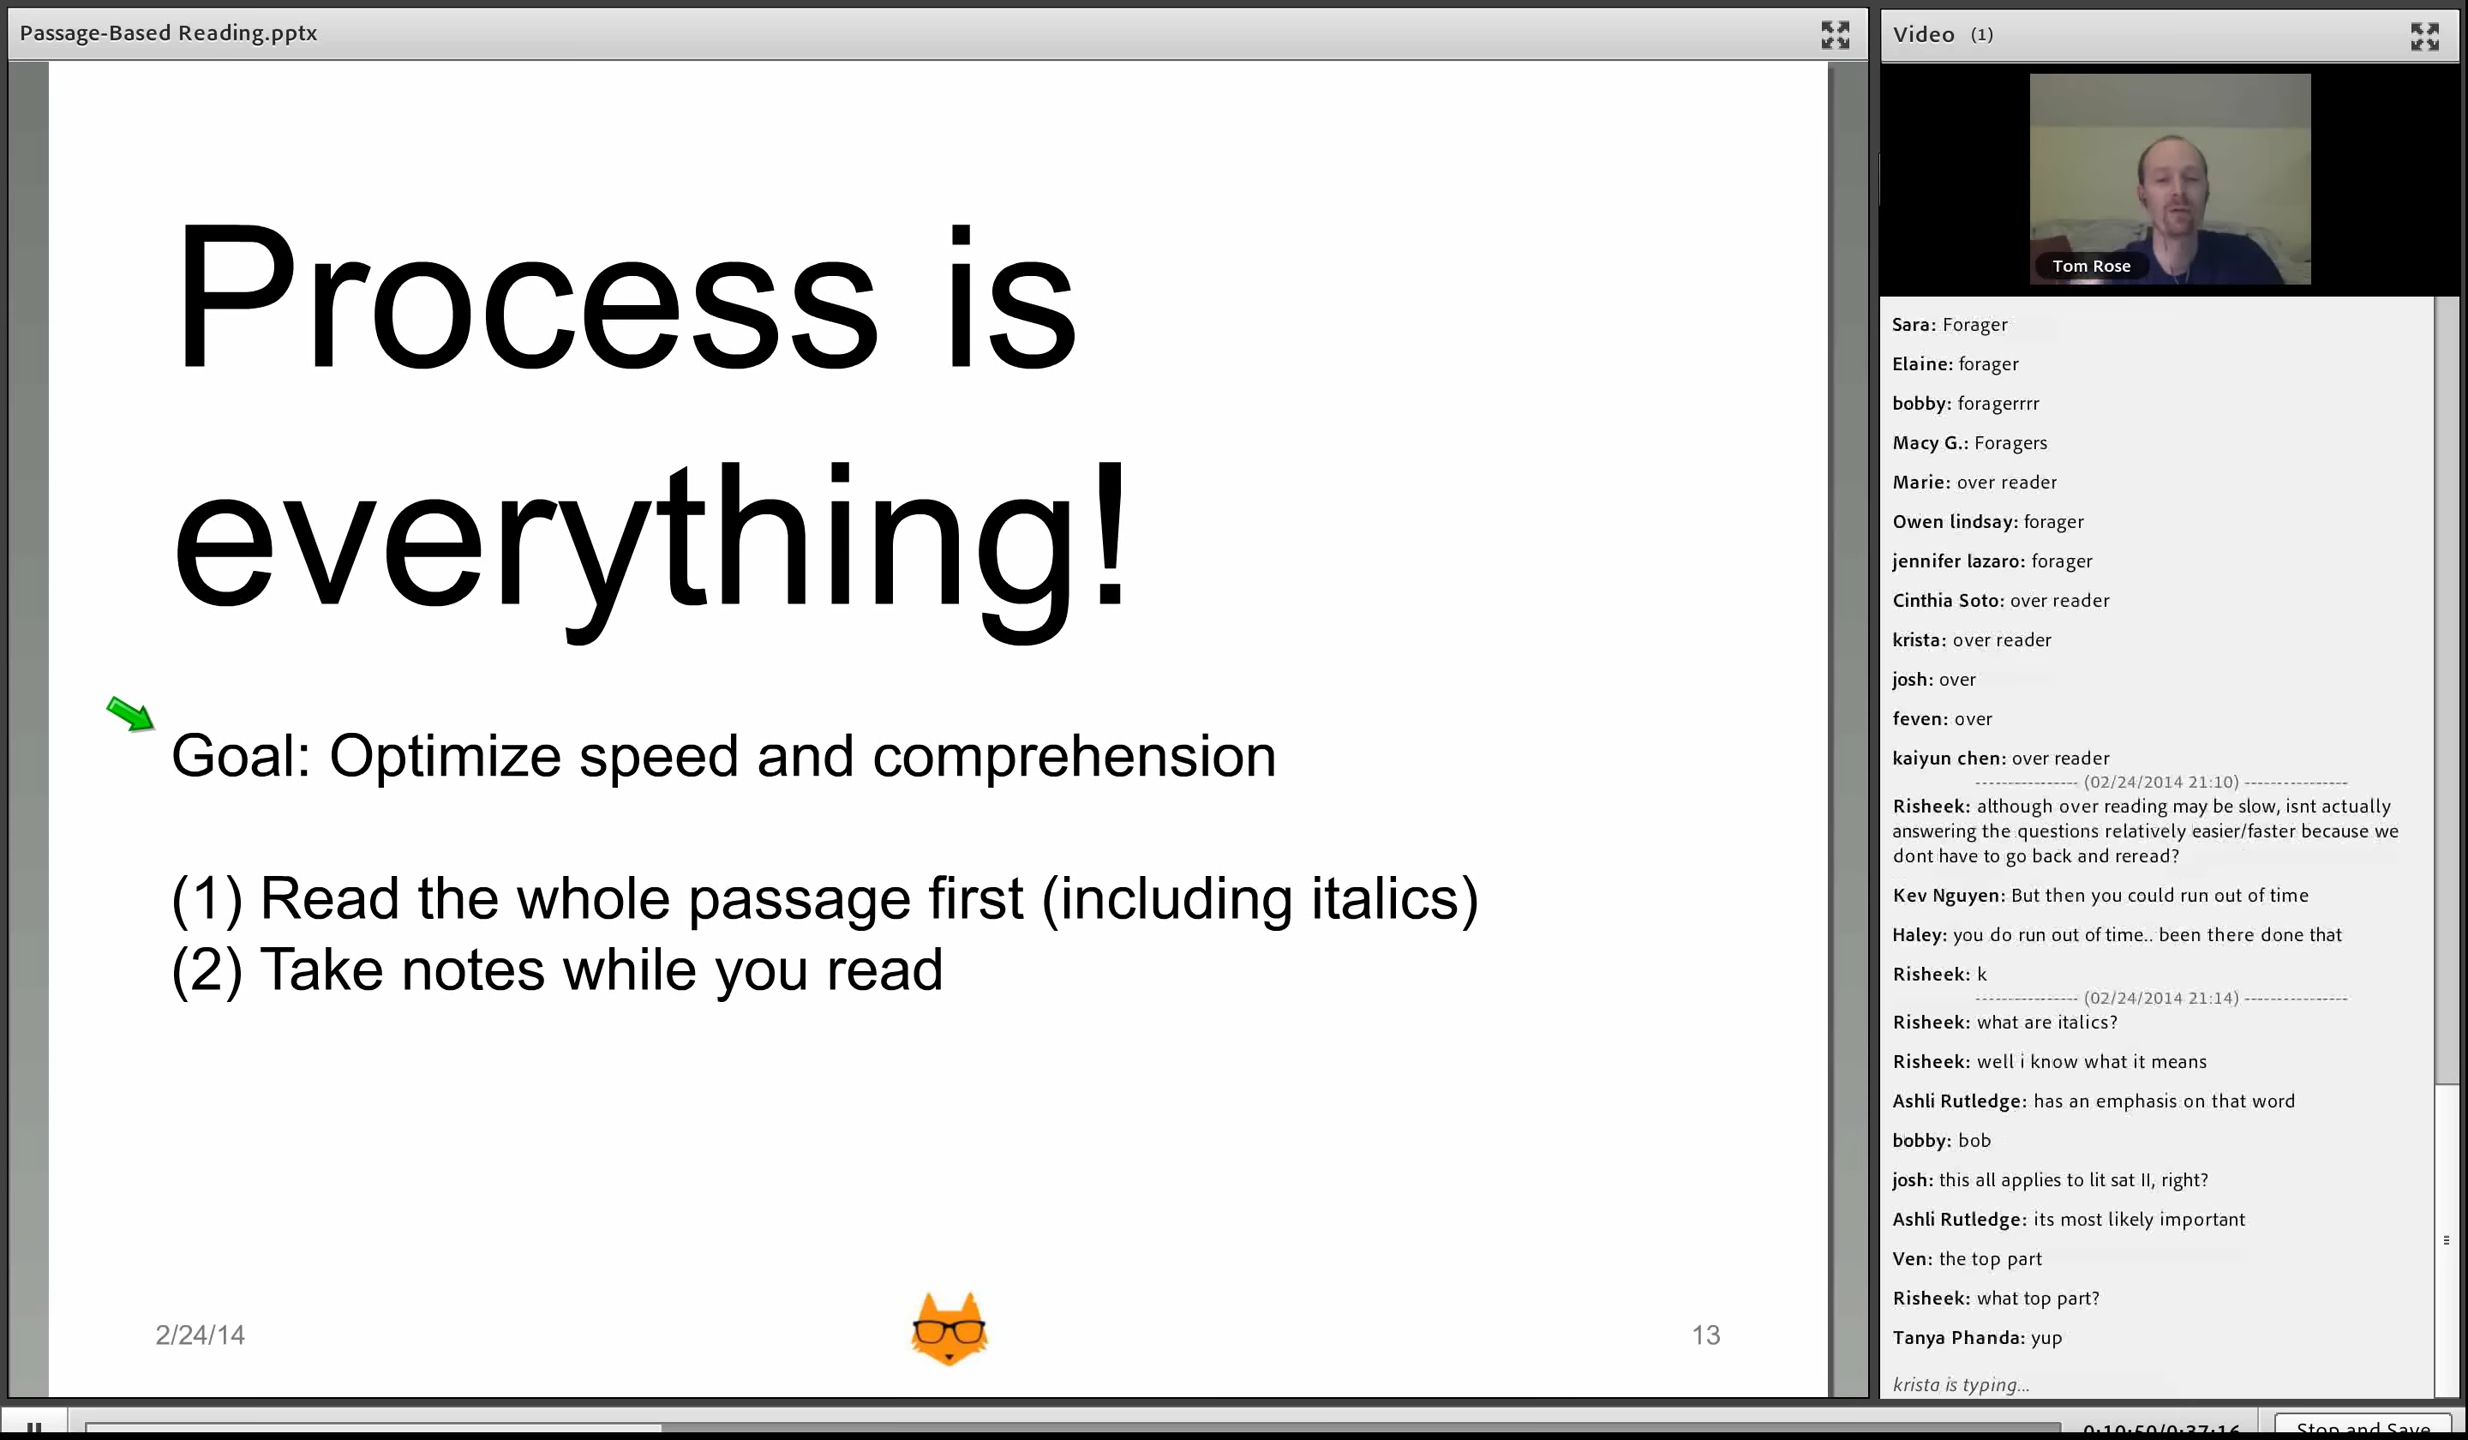 Passage-Based Reading.pptx
Process is
everything!
Goal: Optimize speed and comprehension
(1) Read the whole passage first (including italics)
(2) Take notes while you read
2/24/14
13
Video (1)
Tom Rose
Sara: Forager
Elaine: forager
bobby: foragerrrr
Macy G.: Foragers
Marie: over reader
Owen lindsay: forager
jennifer lazaro: forager
Cinthia Soto: over reader
krista: over reader
josh: over
feven: over
kaiyun chen: over reader
---------------- (02/24/2014 21:10) ----------------
Risheek: although over reading may be slow, isnt actually
answering the questions relatively easier/faster because we
dont have to go back and reread?
Kev Nguyen: But then you could run out of time
Haley: you do run out of time.. been there done that
Risheek: k
---------------- (02/24/2014 21:14) ----------------
Risheek: what are italics?
Risheek: well i know what it means
Ashli Rutledge: has an emphasis on that word
bobby: bob
josh: this all applies to lit sat II, right?
Ashli Rutledge: its most likely important
Ven: the top part
Risheek: what top part?
Tanya Phanda: yup
krista is typing...
0:10:50/0:37:16
Stop and Save